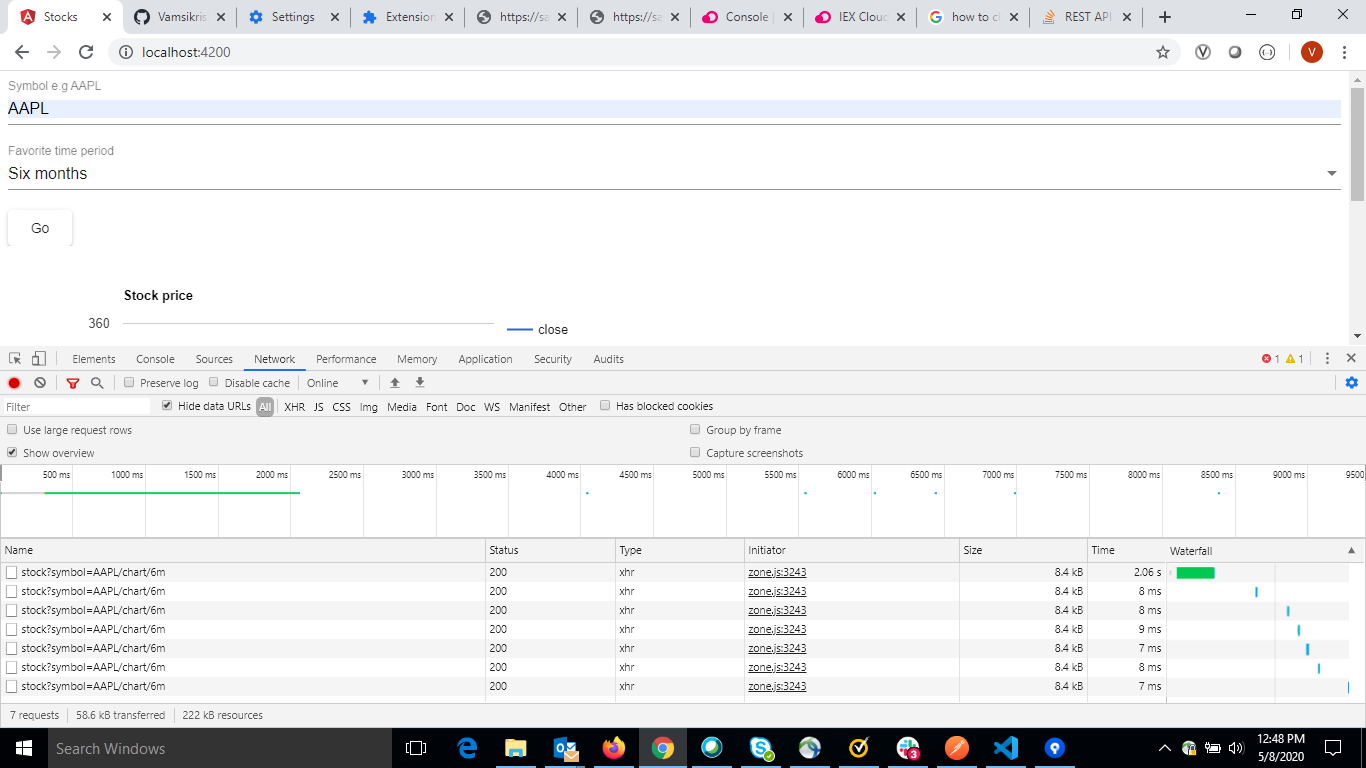 Stocks
Vamsikris
Settings
Extension
https://sa
https://sa
Console
IEX Cloud
how to cl
REST API
localhost:4200
V
Symbol e.g AAPL
AAPL
Favorite time period
Six months
Go
Stock price
360
close
Elements Console Sources Network Performance Memory Application Security Audits 1 1
Preserve log Disable cache Online
Filter Hide data URLs All XHR JS CSS Img Media Font Doc WS Manifest Other Has blocked cookies
Use large request rows Group by frame
Show overview Capture screenshots
500 ms 1000 ms 1500 ms 2000 ms 2500 ms 3000 ms 3500 ms 4000 ms 4500 ms 5000 ms 5500 ms 6000 ms 6500 ms 7000 ms 7500 ms 8000 ms 8500 ms 9000 ms 9500
Name Status Type Initiator Size Time Waterfall
stock?symbol=AAPL/chart/6m 200 xhr zone.js:3243 8.4 kB 2.06 s
stock?symbol=AAPL/chart/6m 200 xhr zone.js:3243 8.4 kB 8 ms
stock?symbol=AAPL/chart/6m 200 xhr zone.js:3243 8.4 kB 8 ms
stock?symbol=AAPL/chart/6m 200 xhr zone.js:3243 8.4 kB 9 ms
stock?symbol=AAPL/chart/6m 200 xhr zone.js:3243 8.4 kB 7 ms
stock?symbol=AAPL/chart/6m 200 xhr zone.js:3243 8.4 kB 8 ms
stock?symbol=AAPL/chart/6m 200 xhr zone.js:3243 8.4 kB 7 ms
7 requests 58.6 kB transferred 222 kB resources
Search Windows
3
12:48 PM
5/8/2020